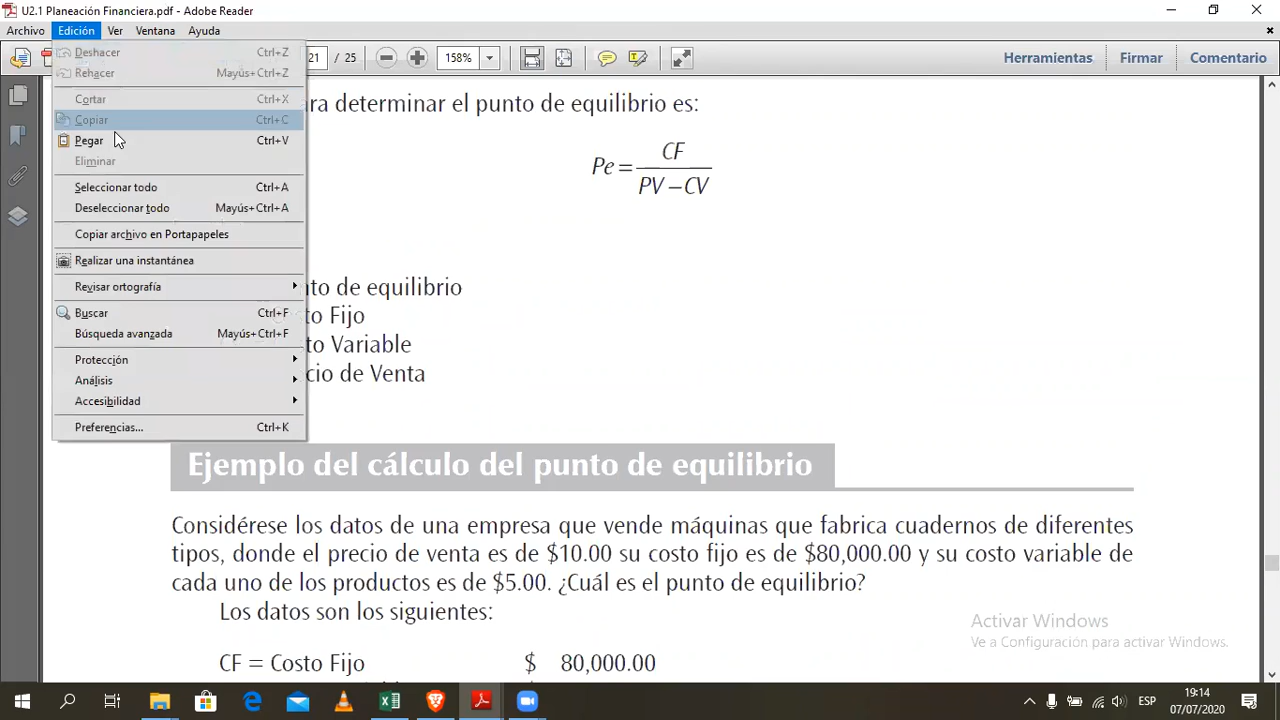 U2.1 Planeación Financiera.pdf - Adobe Reader
Archivo Edición Ver Ventana Ayuda
21 / 25 158% Herramientas Firmar Comentario
Deshacer Ctrl+Z
Rehacer Mayús+Ctrl+Z
Cortar Ctrl+X
Copiar Ctrl+C
Pegar Ctrl+V
Eliminar
Seleccionar todo Ctrl+A
Deseleccionar todo Mayús+Ctrl+A
Copiar archivo en Portapapeles
Realizar una instantánea
Revisar ortografía
Buscar Ctrl+F
Búsqueda avanzada Mayús+Ctrl+F
Protección
Análisis
Accesibilidad
Preferencias... Ctrl+K
ra determinar el punto de equilibrio es:
Pe = CF / PV – CV
to de equilibrio
to Fijo
to Variable
cio de Venta
Ejemplo del cálculo del punto de equilibrio
Considérese los datos de una empresa que vende máquinas que fabrica cuadernos de diferentes
tipos, donde el precio de venta es de $10.00 su costo fijo es de $80,000.00 y su costo variable de
cada uno de los productos es de $5.00. ¿Cuál es el punto de equilibrio?
Los datos son los siguientes:
CF = Costo Fijo $ 80,000.00
Activar Windows
Ve a Configuración para activar Windows.
ESP
19:14
07/07/2020